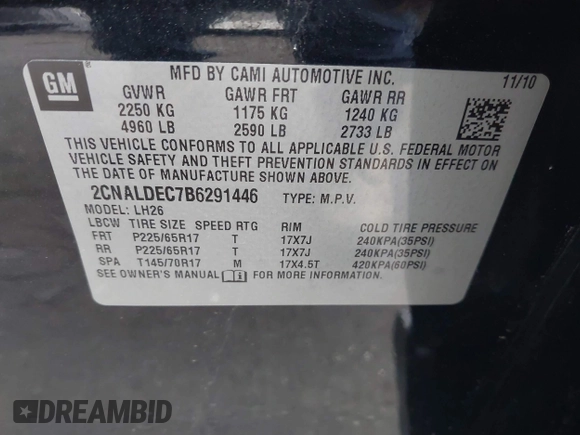 GM
MFD BY CAMI AUTOMOTIVE INC. 11/10
GVWR GAWR FRT GAWR RR
2250 KG 1175 KG 1240 KG
4960 LB 2590 LB 2733 LB
THIS VEHICLE CONFORMS TO ALL APPLICABLE U.S. FEDERAL MOTOR
VEHICLE SAFETY AND THEFT PREVENTION STANDARDS IN EFFECT ON
THE DATE OF MANUFACTURE SHOWN ABOVE.
2CNALDEC7B6291446 TYPE: M.P.V.
MODEL: LH26
LBCW TIRE SIZE SPEED RTG RIM COLD TIRE PRESSURE
FRT P225/65R17 T 17X7J 240KPA(35PSI)
RR P225/65R17 T 17X7J 240KPA(35PSI)
SPA T145/70R17 M 17X4.5T 420KPA(60PSI)
SEE OWNER'S MANUAL FOR MORE INFORMATION.
DREAMBID